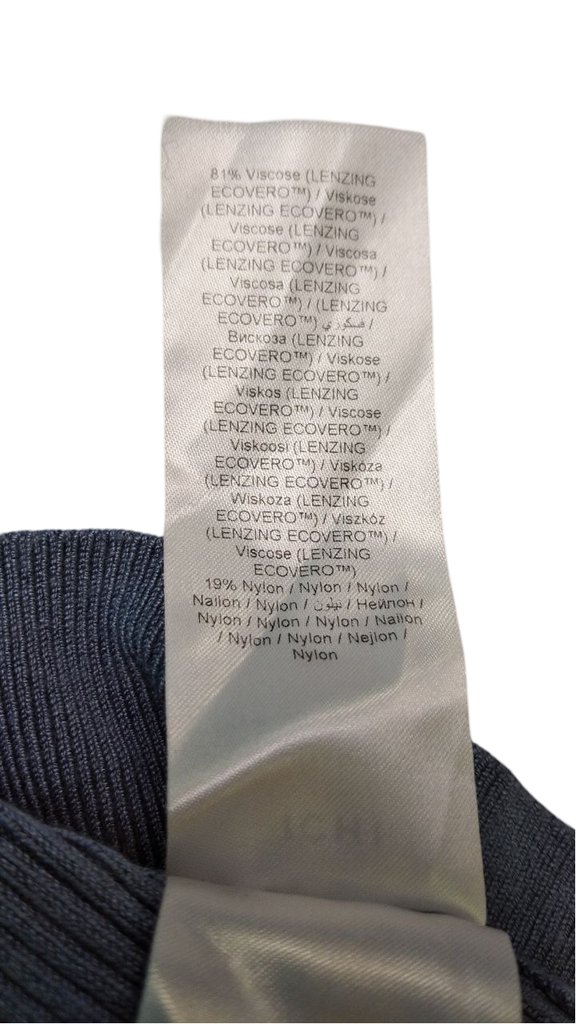 81% Viscose (LENZING
ECOVERO™) / Viskose
(LENZING ECOVERO™) /
Viscose (LENZING
ECOVERO™) / Viscosa
(LENZING ECOVERO™) /
Viscosa (LENZING
ECOVERO™) / (LENZING
ECOVERO™) فسكوزي /
Вискоза (LENZING
ECOVERO™) / Viskose
(LENZING ECOVERO™) /
Viskos (LENZING
ECOVERO™) / Viscose
(LENZING ECOVERO™) /
Viskoosi (LENZING
ECOVERO™) / Viskóza
(LENZING ECOVERO™) /
Wiskoza (LENZING
ECOVERO™) / Viszkóz
(LENZING ECOVERO™) /
Viscose (LENZING
ECOVERO™)
19% Nylon / Nylon / Nylon /
Nailon / Nylon / نيلون / Нейлон /
Nylon / Nylon / Nylon / Nailon
/ Nylon / Nylon / Nejlon /
Nylon
ICHI